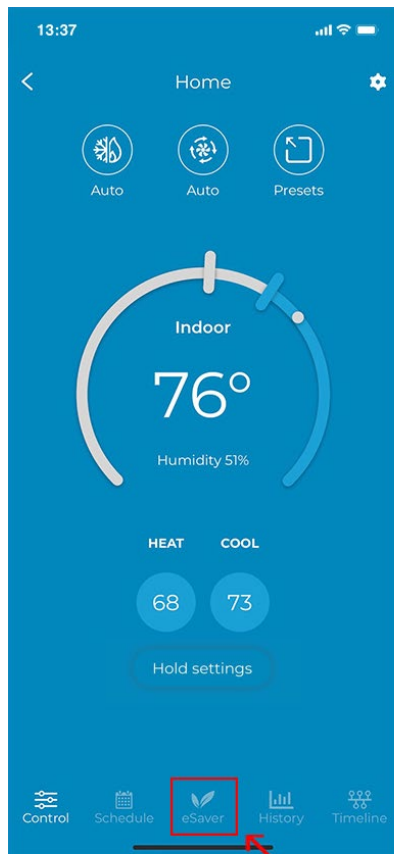 13:37
Home
Auto Auto Presets
Indoor
76°
Humidity 51%
HEAT COOL
68 73
Hold settings
Control Schedule eSaver History Timeline